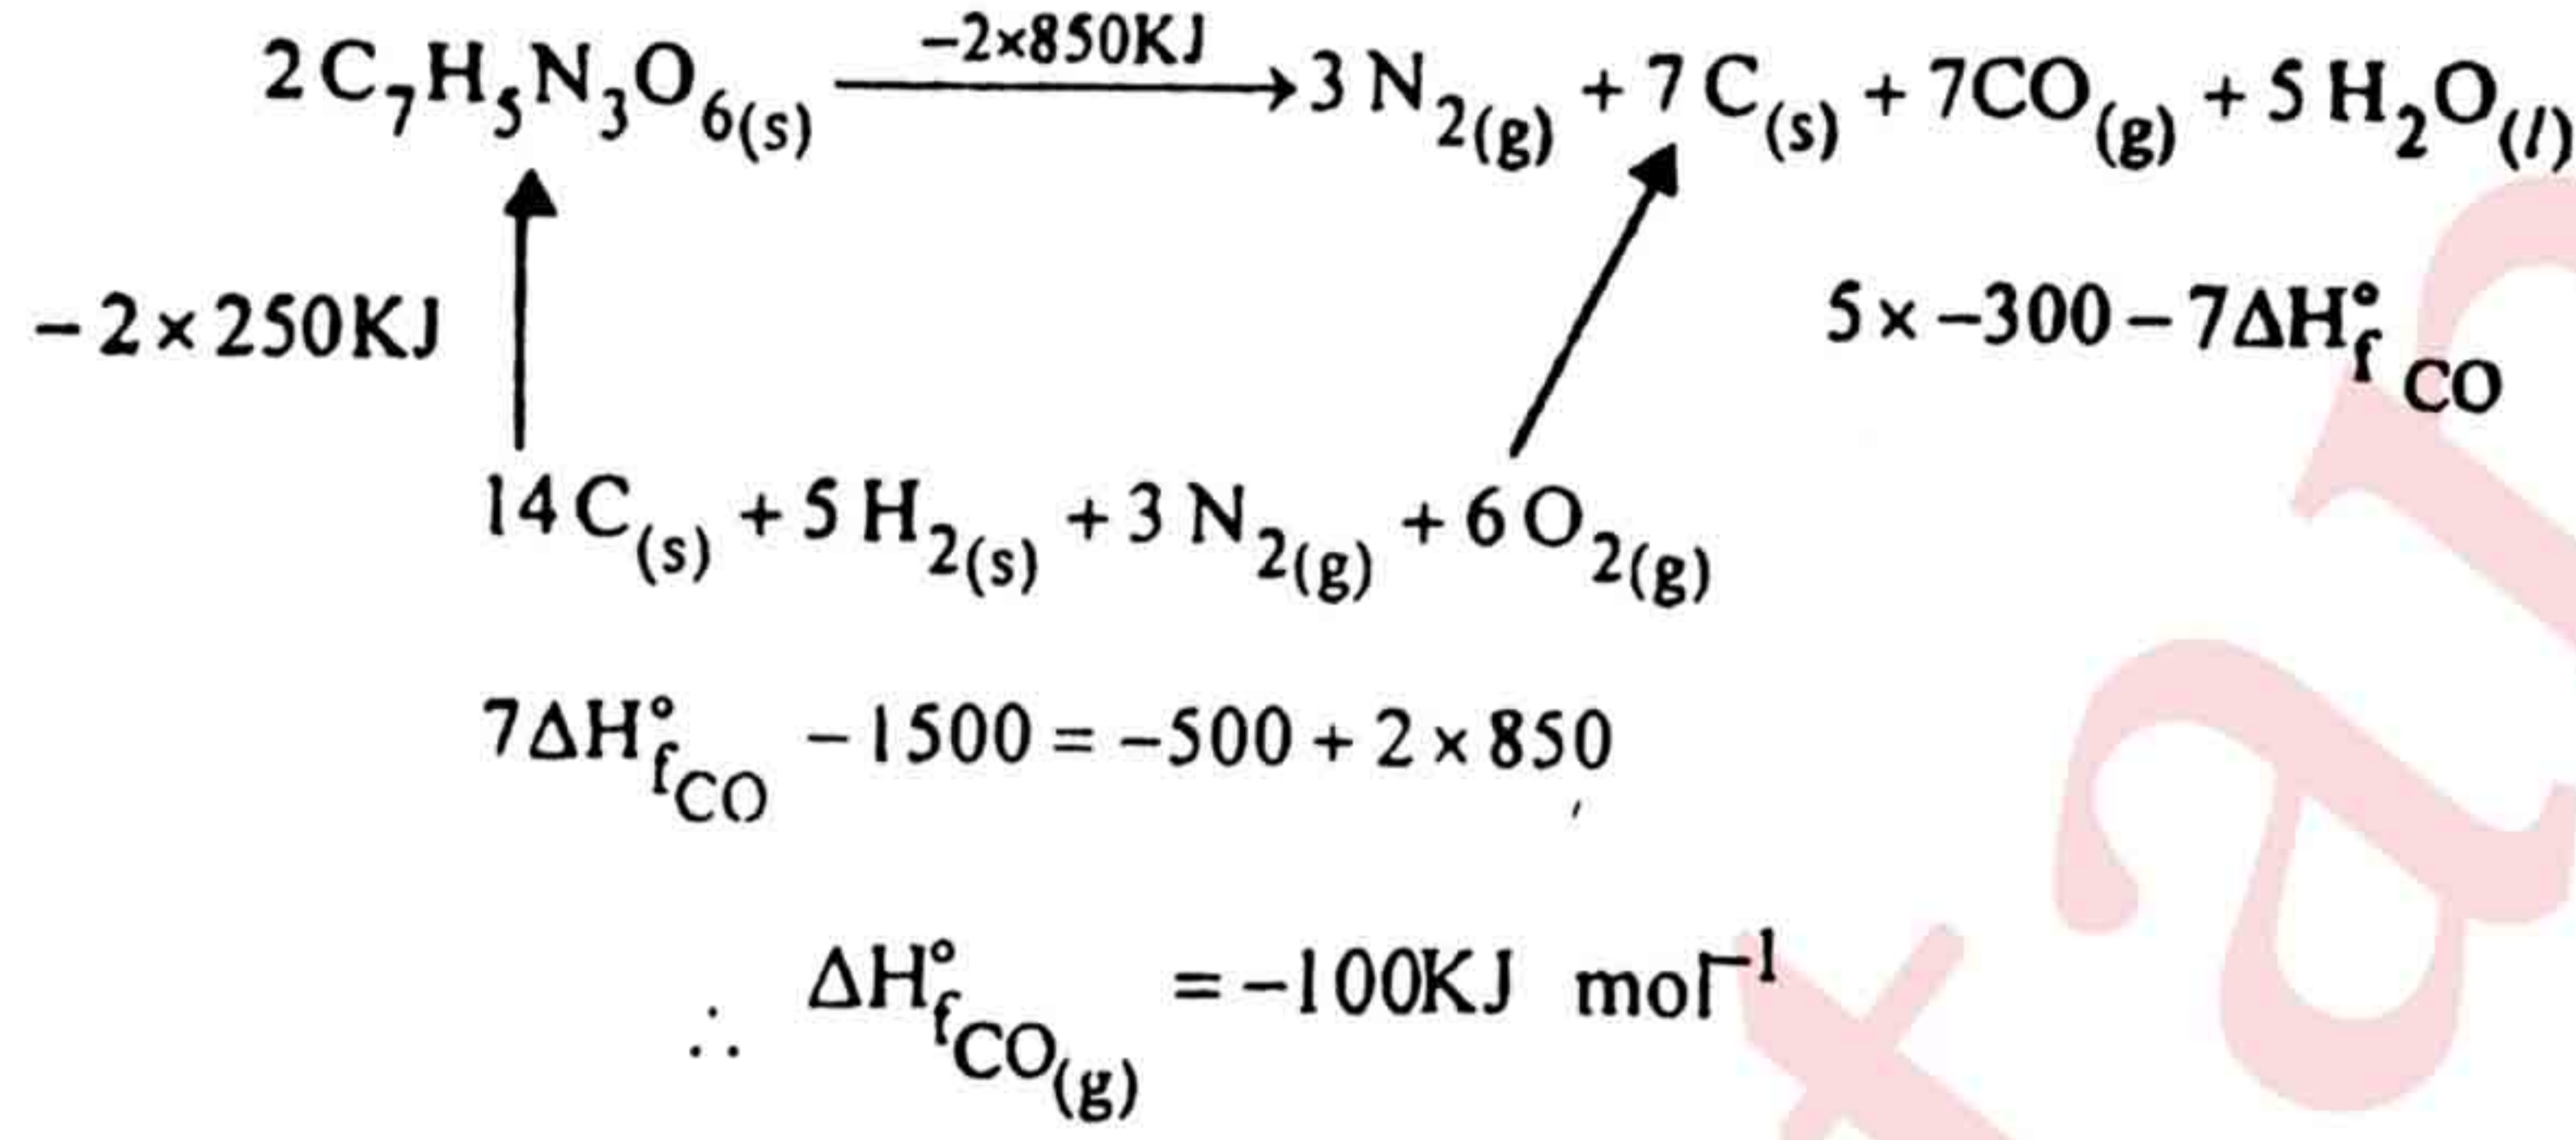 −2×850KJ
2C₇H₅N₃O₆(s) ⟶ 3N₂(g) + 7C(s) + 7CO(g) + 5H₂O(l)
−2×250KJ
5×−300−7ΔH°f CO
14C(s) + 5H₂(s) + 3N₂(g) + 6O₂(g)
7ΔH°fCO −1500 = −500 + 2×850
∴ ΔH°fCO(g) = −100KJ mol⁻¹